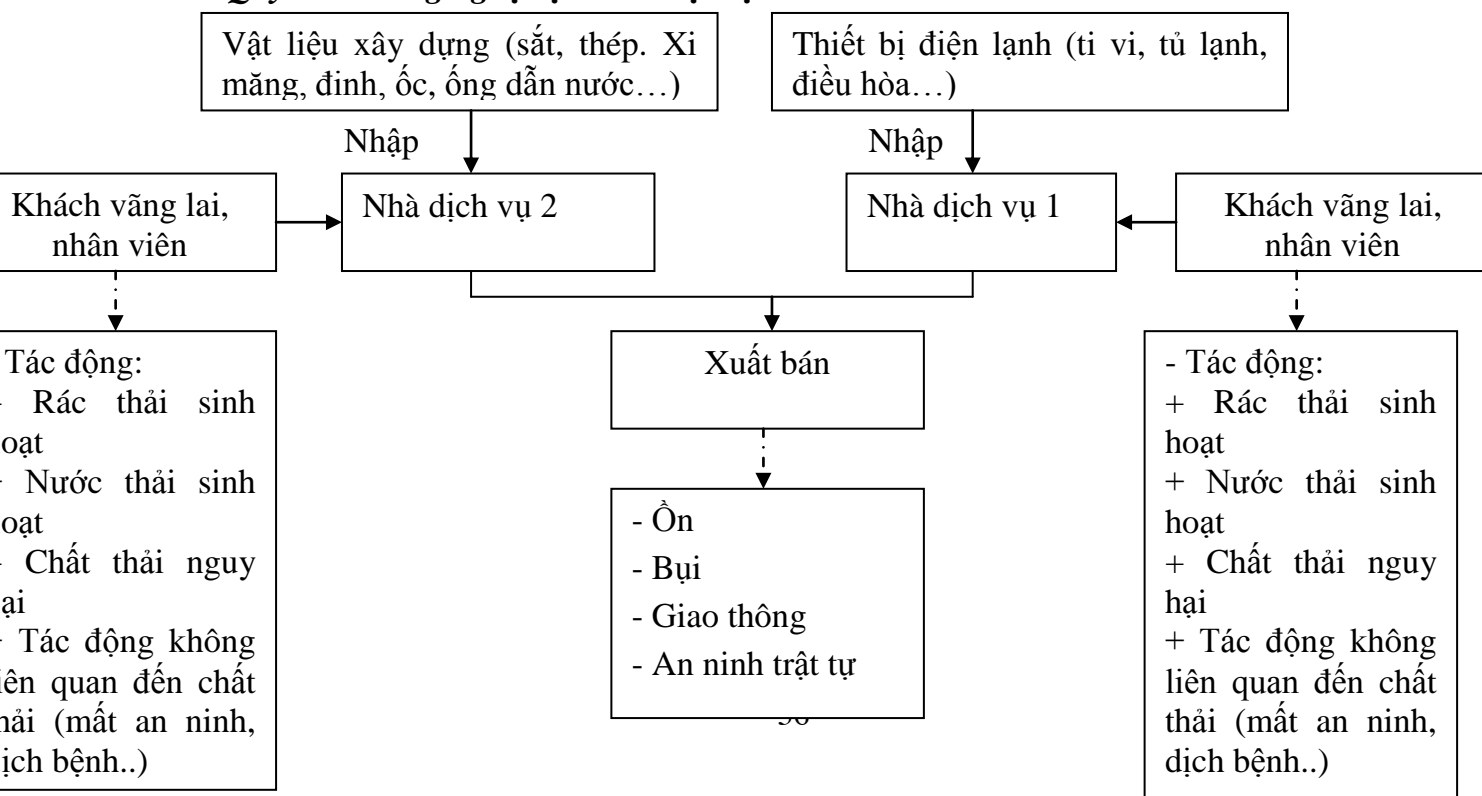 Vật liệu xây dựng (sắt, thép. Xi
măng, đinh, ốc, ống dẫn nước…)
Thiết bị điện lạnh (ti vi, tủ lạnh,
điều hòa…)
Nhập
Nhập
Khách vãng lai,
nhân viên
Nhà dịch vụ 2
Nhà dịch vụ 1
Khách vãng lai,
nhân viên
Tác động:
Rác thải sinh
Nước thải sinh
Chất thải nguy
Tác động không
quan đến chất
(mất an ninh,
bệnh..)
Xuất bán
- Ồn
- Bụi
- Giao thông
- An ninh trật tự
- Tác động:
+ Rác thải sinh
hoạt
+ Nước thải sinh
hoạt
+ Chất thải nguy
hại
+ Tác động không
liên quan đến chất
thải (mất an ninh,
dịch bệnh..)